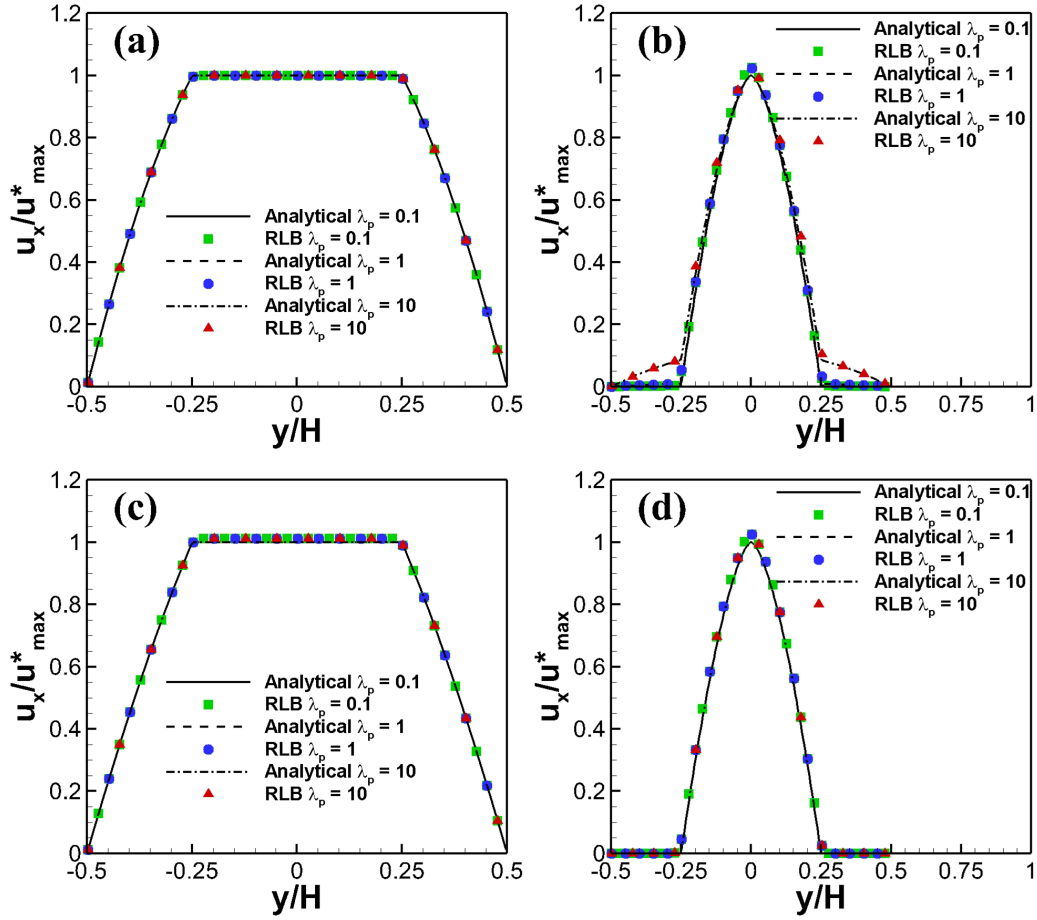 (a)
1.2
1
0.8
0.6
0.4
0.2
0
u_x/u*_max
Analytical λ_p = 0.1
RLB λ_p = 0.1
Analytical λ_p = 1
RLB λ_p = 1
Analytical λ_p = 10
RLB λ_p = 10
-0.5 -0.25 0 0.25 0.5
y/H
(b)
1.2
1
0.8
0.6
0.4
0.2
0
u_x/u*_max
Analytical λ_p = 0.1
RLB λ_p = 0.1
Analytical λ_p = 1
RLB λ_p = 1
Analytical λ_p = 10
RLB λ_p = 10
-0.5 -0.25 0 0.25 0.5 0.75 1
y/H
(c)
1.2
1
0.8
0.6
0.4
0.2
0
u_x/u*_max
Analytical λ_p = 0.1
RLB λ_p = 0.1
Analytical λ_p = 1
RLB λ_p = 1
Analytical λ_p = 10
RLB λ_p = 10
-0.5 -0.25 0 0.25 0.5
y/H
(d)
1.2
1
0.8
0.6
0.4
0.2
0
u_x/u*_max
Analytical λ_p = 0.1
RLB λ_p = 0.1
Analytical λ_p = 1
RLB λ_p = 1
Analytical λ_p = 10
RLB λ_p = 10
-0.5 -0.25 0 0.25 0.5 0.75 1
y/H